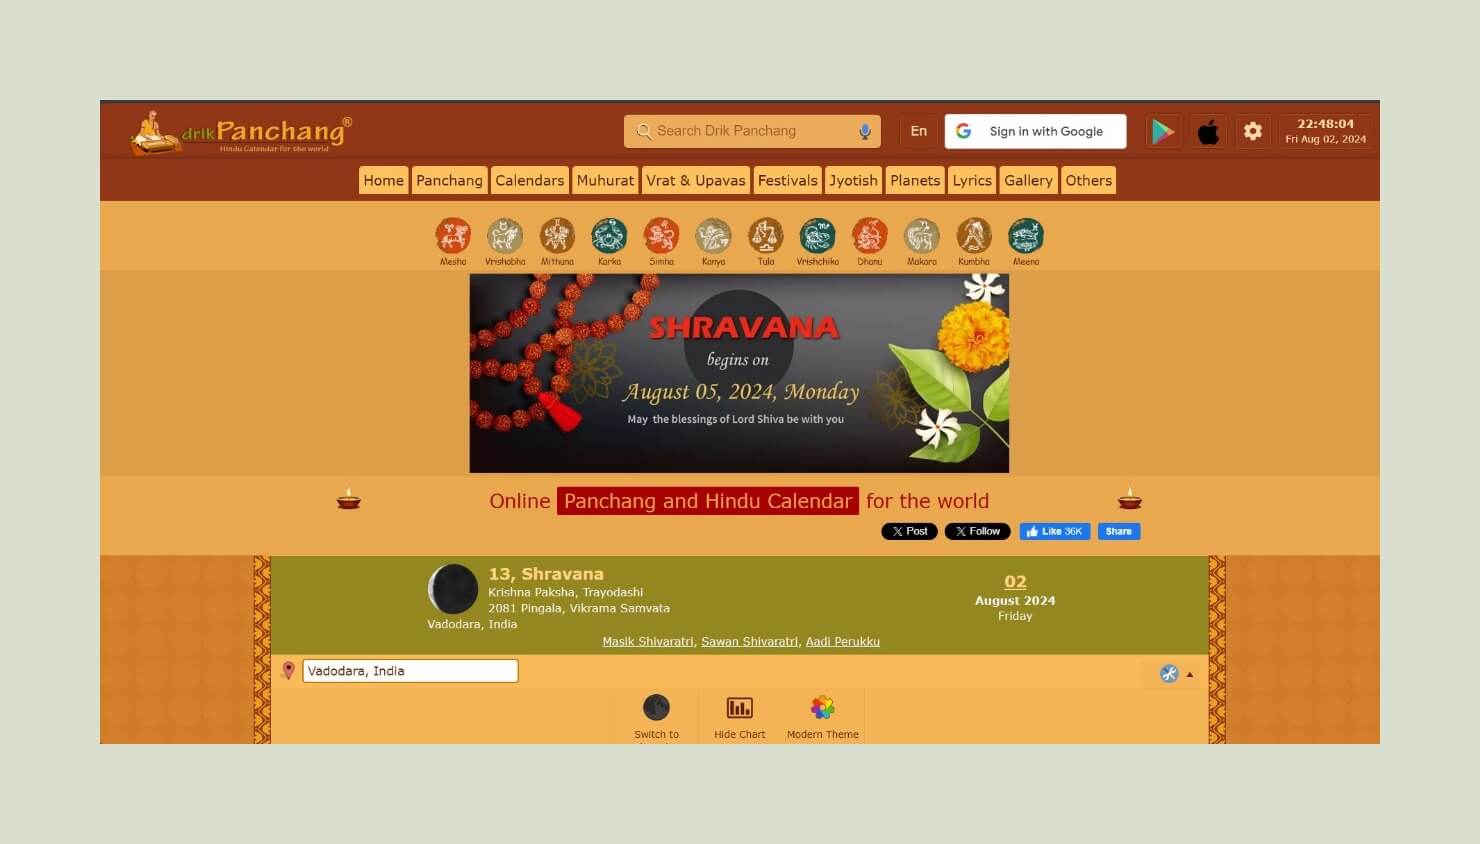 drikPanchang®
Hindu Calendar for the world
Search Drik Panchang
En
Sign in with Google
22:48:04
Fri Aug 02, 2024
Home Panchang Calendars Muhurat Vrat & Upavas Festivals Jyotish Planets Lyrics Gallery Others
Mesha Vrishabha Mithuna Karka Simha Kanya Tula Vrishchika Dhanu Makara Kumbha Meena
SHRAVANA
begins on
August 05, 2024, Monday
May the blessings of Lord Shiva be with you
Online Panchang and Hindu Calendar for the world
X Post X Follow Like 36K Share
13, Shravana
Krishna Paksha, Trayodashi
2081 Pingala, Vikrama Samvata
Vadodara, India
02
August 2024
Friday
Masik Shivaratri, Sawan Shivaratri, Aadi Perukku
Vadodara, India
Switch to Hide Chart Modern Theme